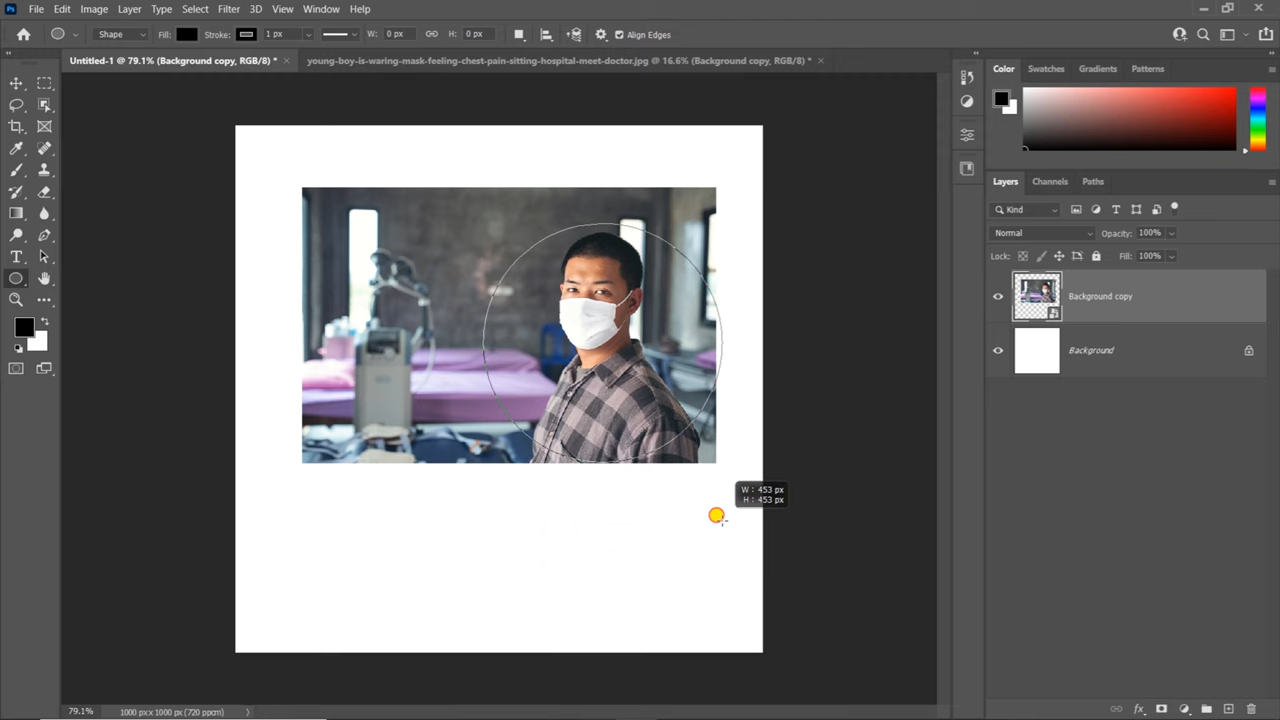 Ps File Edit Image Layer Type Select Filter 3D View Window Help
Shape Fill: Stroke: 1 px W: 0 px H: 0 px Align Edges
Untitled-1 @ 79.1% (Background copy, RGB/8) * × young-boy-is-waring-mask-feeling-chest-pain-sitting-hospital-meet-doctor.jpg @ 16.6% (Background copy, RGB/8) * ×
Color Swatches Gradients Patterns
Layers Channels Paths
Kind
Normal Opacity: 100%
Lock: Fill: 100%
Background copy
Background
W: 453 px
H: 453 px
79.1% 1000 px x 1000 px (720 ppcm)